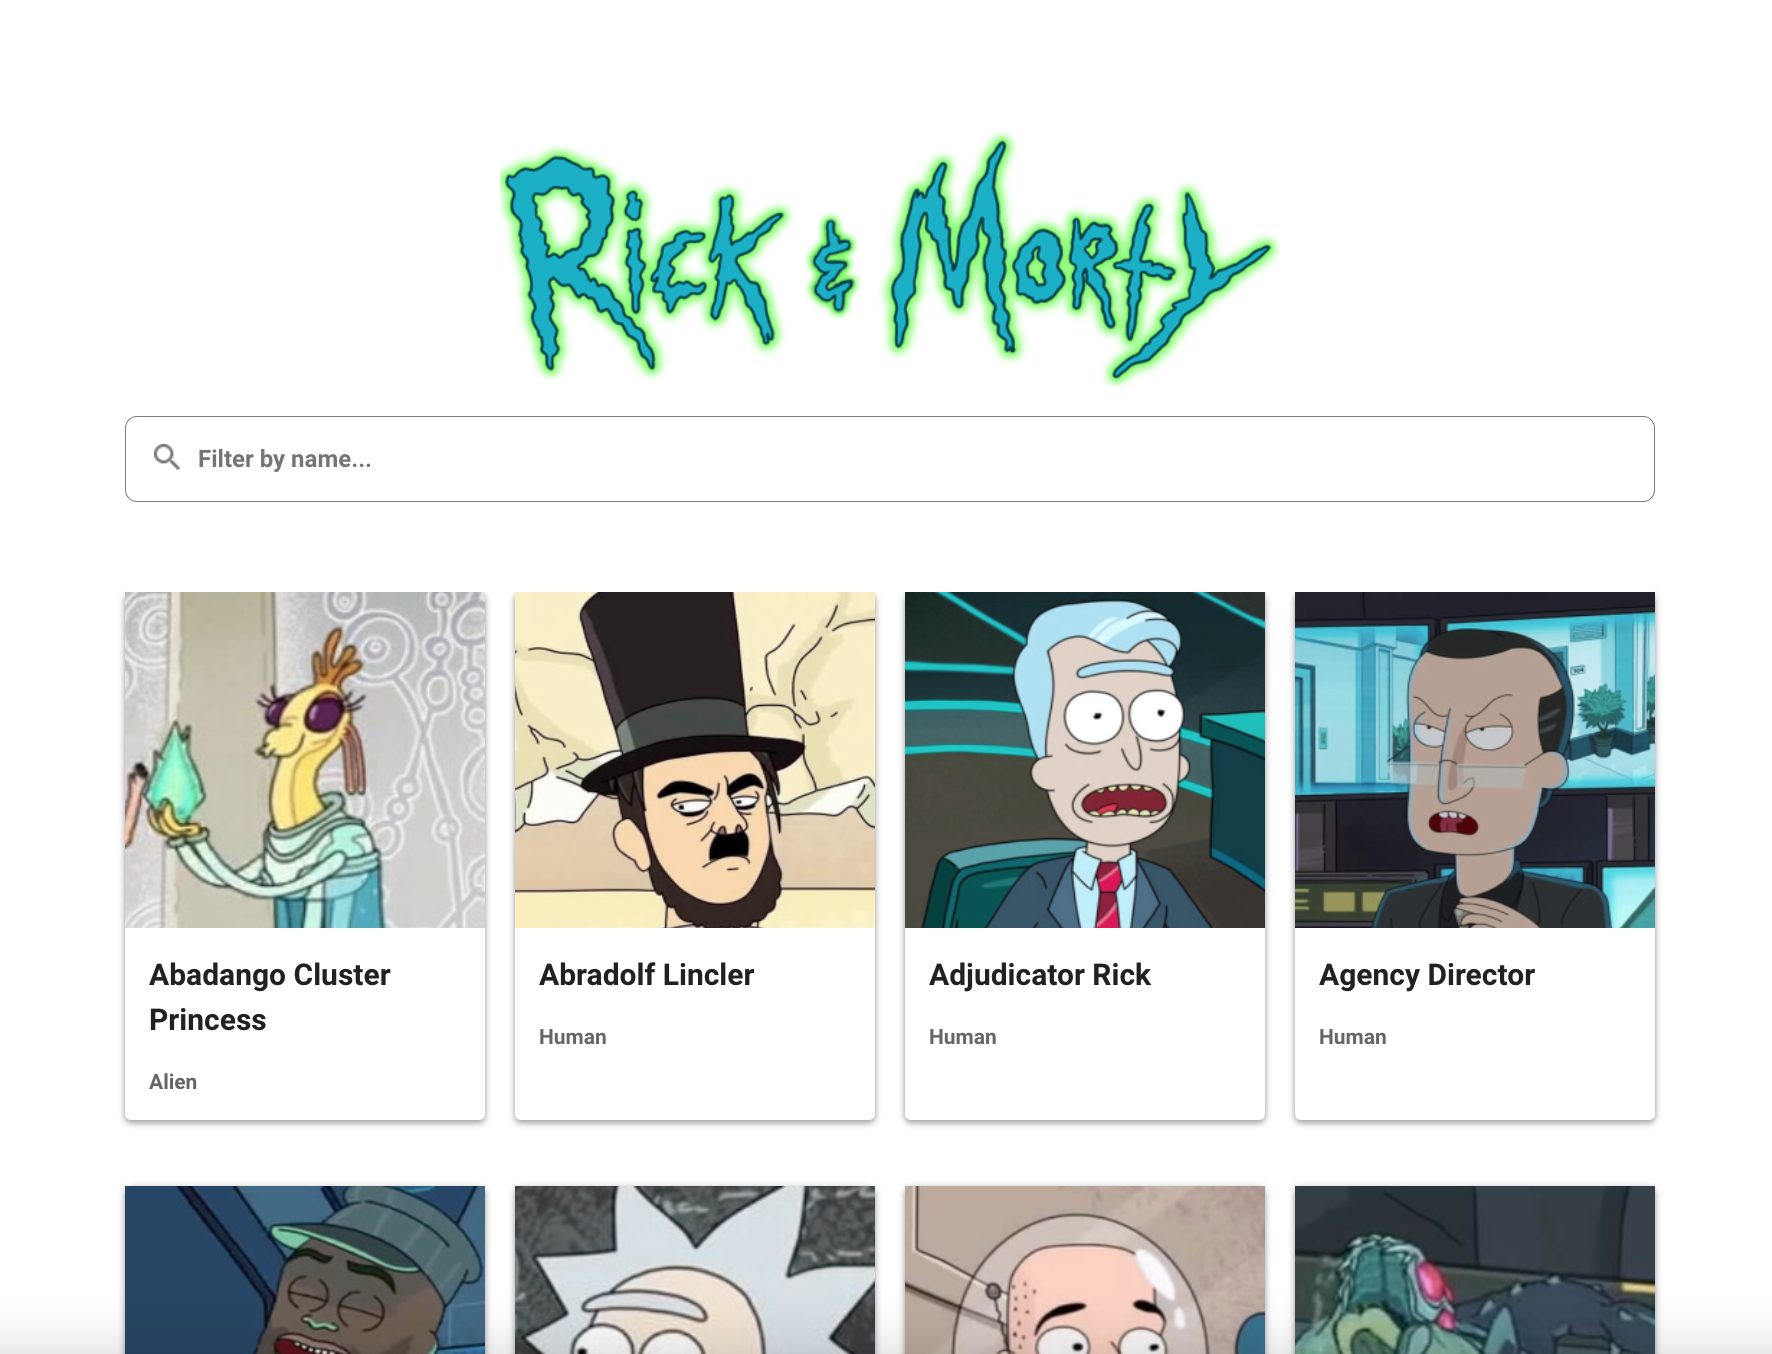 Rick & Morty
Filter by name...
Abadango Cluster
Princess
Alien
Abradolf Lincler
Human
Adjudicator Rick
Human
Agency Director
Human